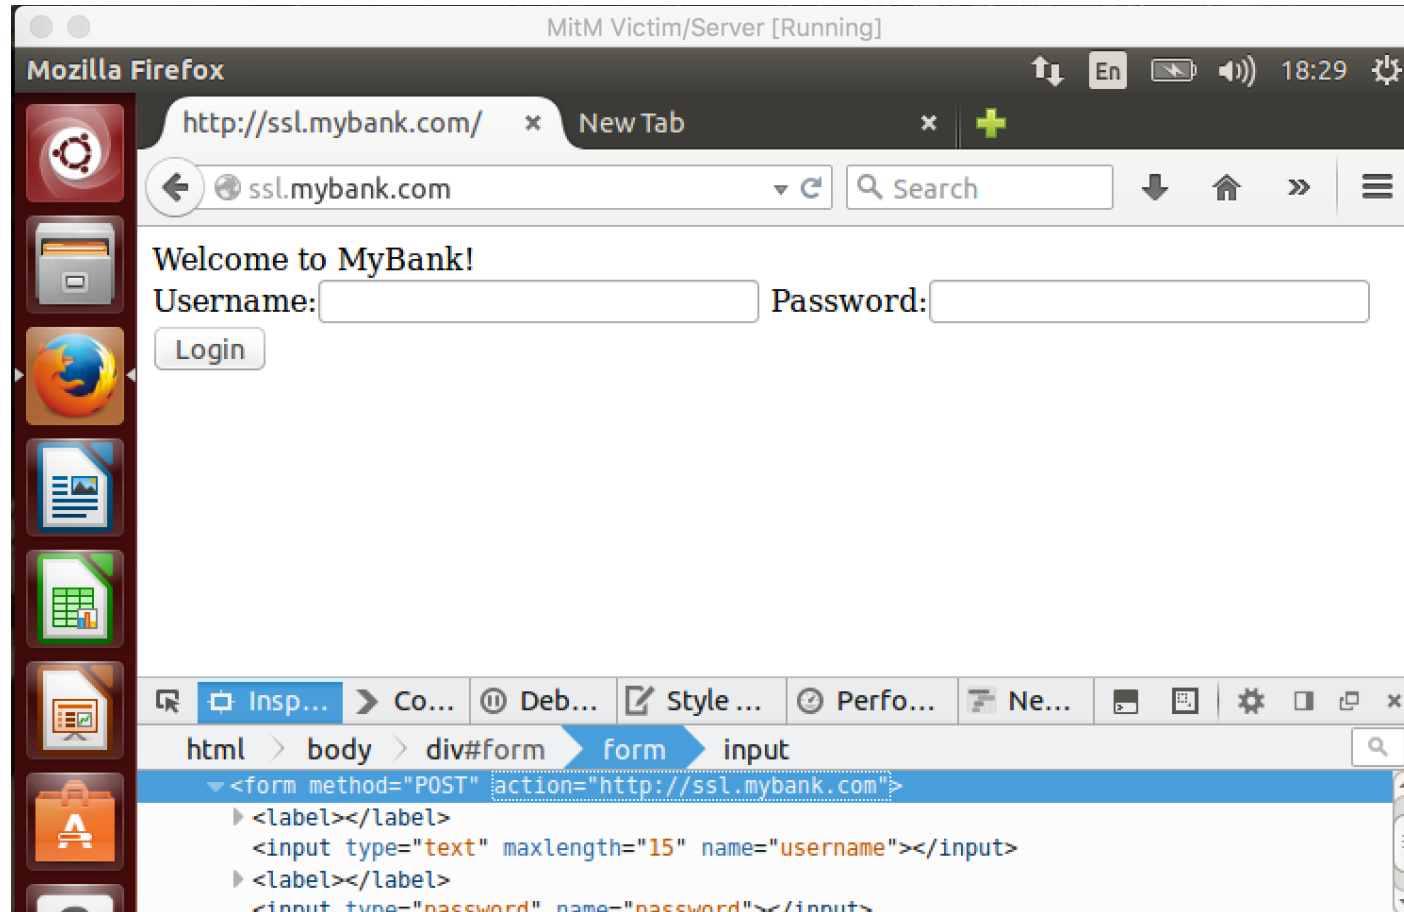 MitM Victim/Server [Running]
Mozilla Firefox En 18:29
http://ssl.mybank.com/ New Tab
ssl.mybank.com Search
Welcome to MyBank!
Username: Password:
Login
Insp... Co... Deb... Style ... Perfo... Ne...
html body div#form form input
<form method="POST" action="http://ssl.mybank.com">
<label></label>
<input type="text" maxlength="15" name="username"></input>
<label></label>
<input type="password" name="password"></input>